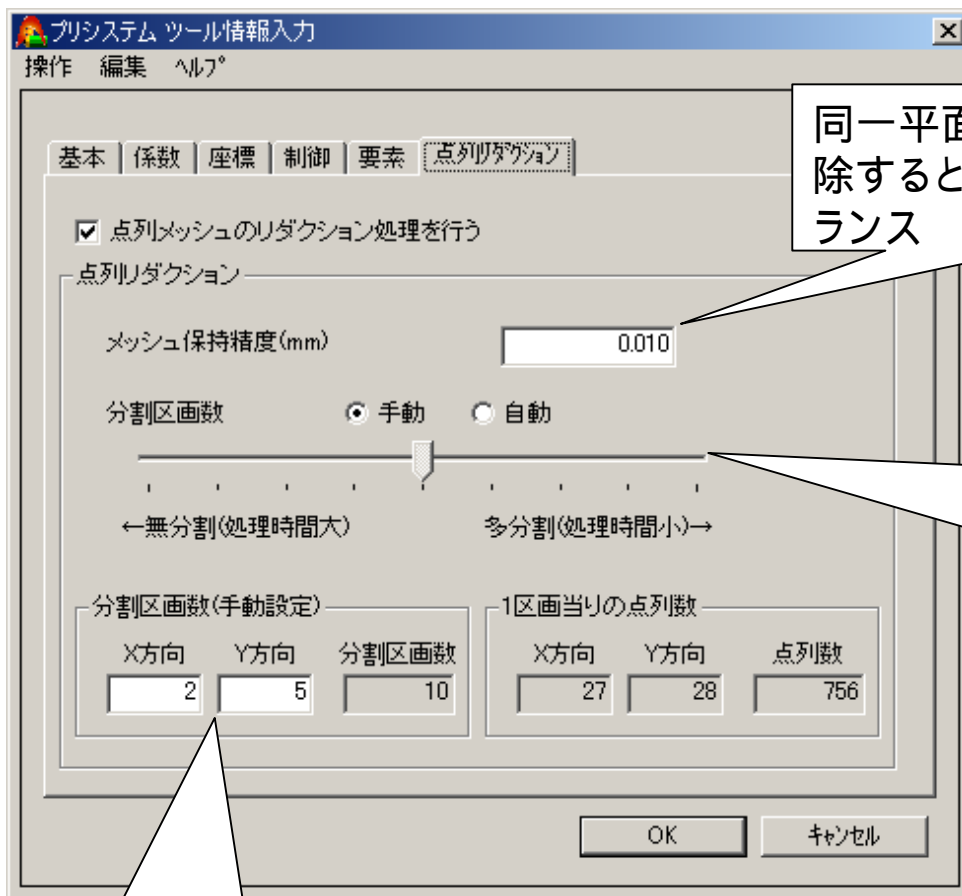 プリシステム ツール情報入力
操作 編集 ヘルプ
同一平面
除すると
ランス
基本 係数 座標 制御 要素 点列リダクション
点列メッシュのリダクション処理を行う
点列リダクション
メッシュ保持精度(mm) 0.010
分割区画数 手動 自動
←無分割(処理時間大) 多分割(処理時間小)→
分割区画数(手動設定) 1区画当りの点列数
X方向 Y方向 分割区画数 X方向 Y方向 点列数
2 5 10 27 28 756
OK キャンセル